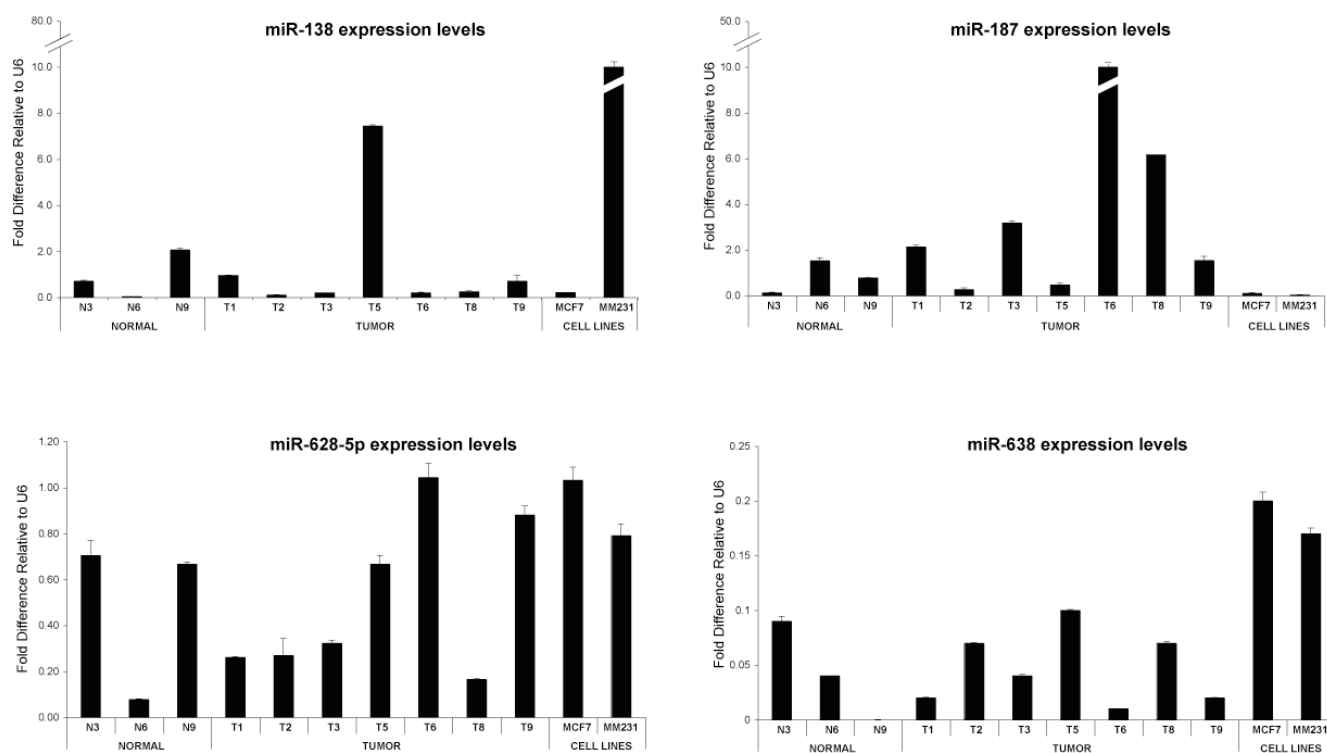 miR-138 expression levels
Fold Difference Relative to U6
80.0
10.0
8.0
6.0
4.0
2.0
0.0
N3 N6 N9 T1 T2 T3 T5 T6 T8 T9 MCF7 MM231
NORMAL TUMOR CELL LINES
miR-187 expression levels
Fold Difference Relative to U6
50.0
10.0
8.0
6.0
4.0
2.0
0.0
N3 N6 N9 T1 T2 T3 T5 T6 T8 T9 MCF7 MM231
NORMAL TUMOR CELL LINES
miR-628-5p expression levels
Fold Difference Relative to U6
1.20
1.00
0.80
0.60
0.40
0.20
0.00
N3 N6 N9 T1 T2 T3 T5 T6 T8 T9 MCF7 MM231
NORMAL TUMOR CELL LINES
miR-638 expression levels
Fold Difference Relative to U6
0.25
0.2
0.15
0.1
0.05
0
N3 N6 N9 T1 T2 T3 T5 T6 T8 T9 MCF7 MM231
NORMAL TUMOR CELL LINES